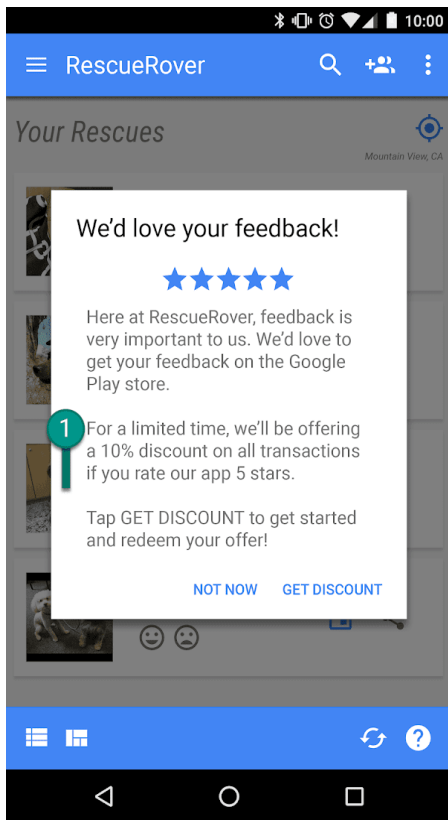 10:00
RescueRover
Your Rescues
Mountain View, CA
We'd love your feedback!
Here at RescueRover, feedback is
very important to us. We'd love to
get your feedback on the Google
Play store.
1
For a limited time, we'll be offering
a 10% discount on all transactions
if you rate our app 5 stars.
Tap GET DISCOUNT to get started
and redeem your offer!
NOT NOW GET DISCOUNT